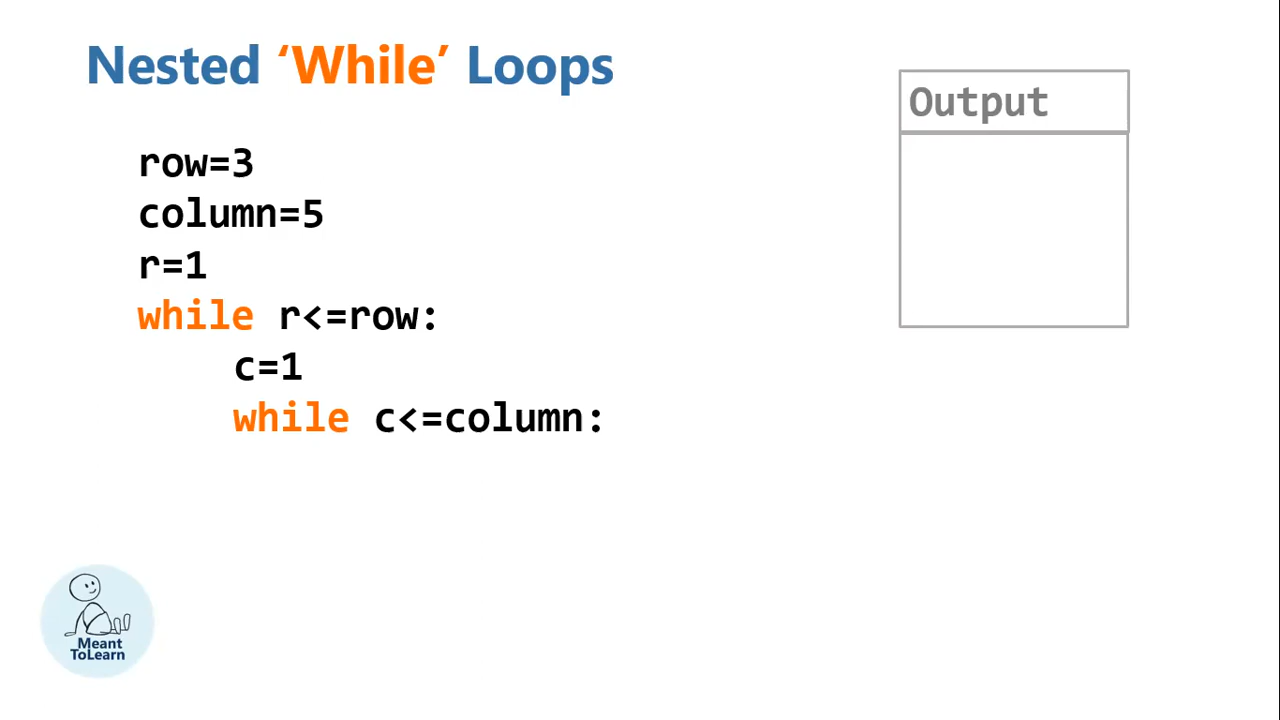 Nested ‘While’ Loops
Output
row=3
column=5
r=1
while r<=row:
c=1
while c<=column:
Meant
ToLearn